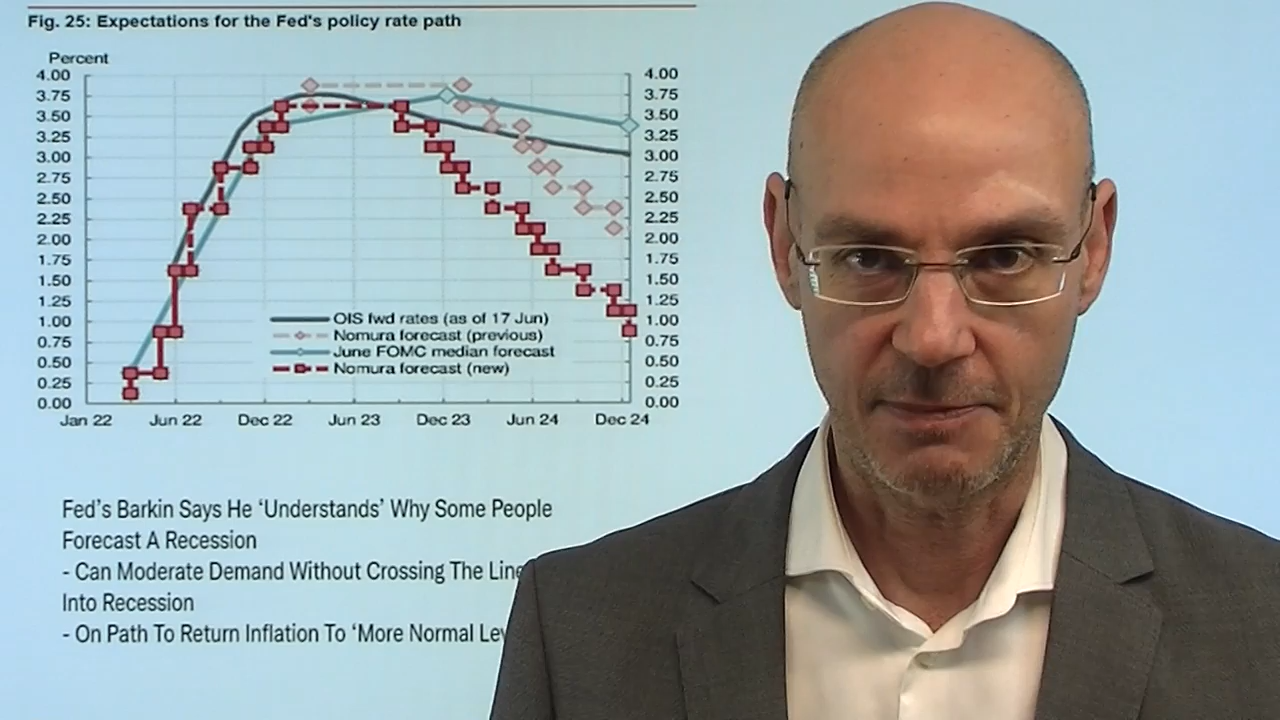 Fig. 25: Expectations for the Fed's policy rate path
Percent
4.00 4.00
3.75 3.75
3.50 3.50
3.25 3.25
3.00 3.00
2.75 2.75
2.50 2.50
2.25 2.25
2.00 2.00
1.75 1.75
1.50 1.50
1.25 1.25
1.00 1.00
0.75 0.75
0.50 0.50
0.25 0.25
0.00 0.00
OIS fwd rates (as of 17 Jun)
Nomura forecast (previous)
June FOMC median forecast
Nomura forecast (new)
Jan 22 Jun 22 Dec 22 Jun 23 Dec 23 Jun 24 Dec 24
Fed's Barkin Says He 'Understands' Why Some People
Forecast A Recession
- Can Moderate Demand Without Crossing The Line
Into Recession
- On Path To Return Inflation To 'More Normal